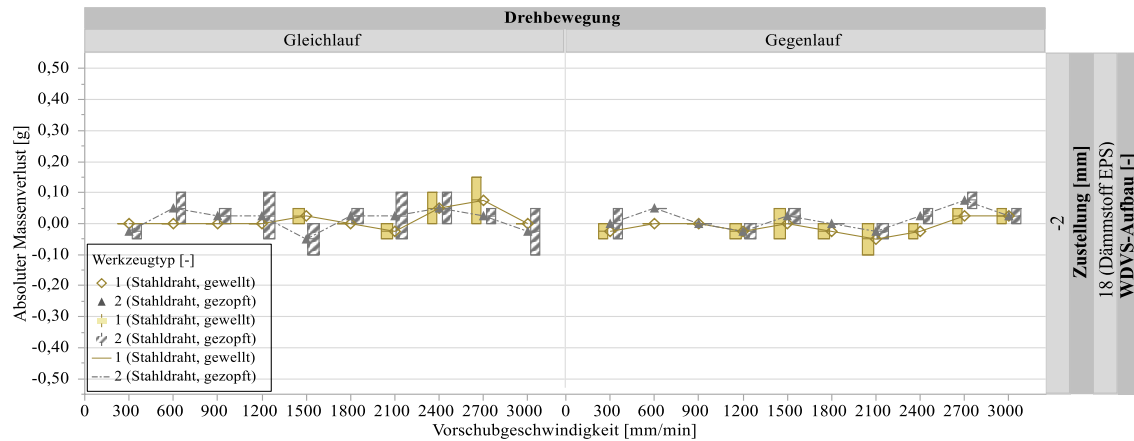 Drehbewegung
Gleichlauf
Gegenlauf
Absoluter Massenverlust [g]
0,50
0,40
0,30
0,20
0,10
0,00
-0,10
-0,20
-0,30
-0,40
-0,50
Werkzeugtyp [-]
1 (Stahldraht, gewellt)
2 (Stahldraht, gezopft)
1 (Stahldraht, gewellt)
2 (Stahldraht, gezopft)
1 (Stahldraht, gewellt)
2 (Stahldraht, gezopft)
0 300 600 900 1200 1500 1800 2100 2400 2700 3000 0 300 600 900 1200 1500 1800 2100 2400 2700 3000
Vorschubgeschwindigkeit [mm/min]
-2
Zustellung [mm]
18 (Dämmstoff EPS)
WDVS-Aufbau [-]